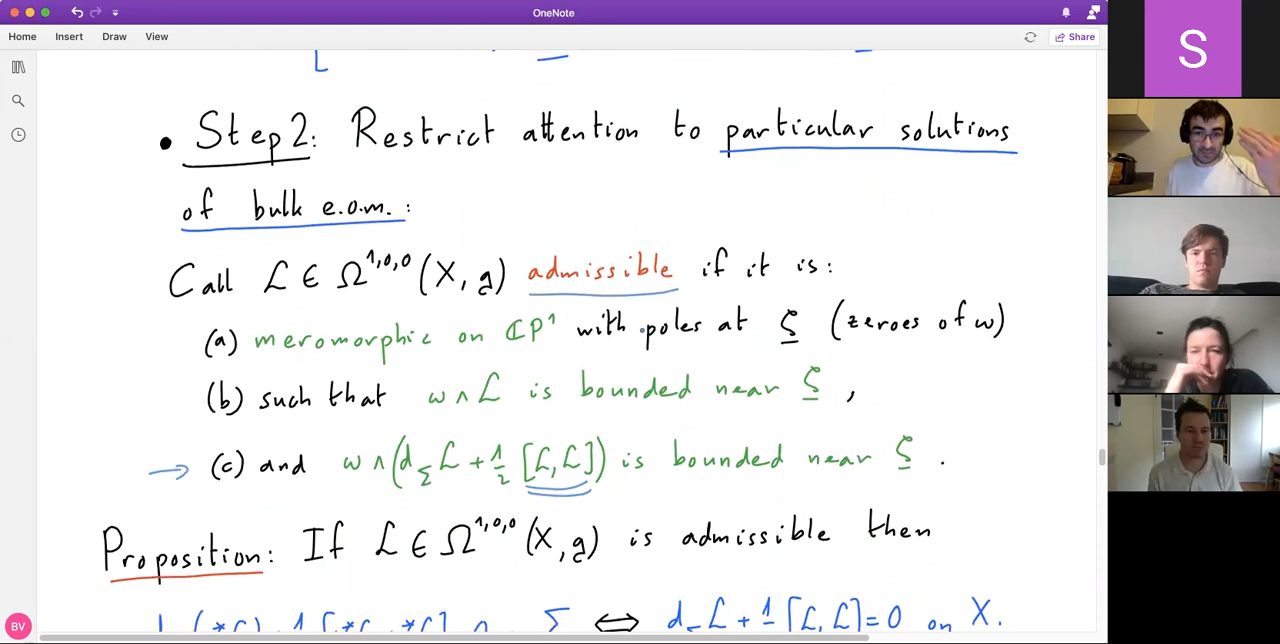 OneNote
Home Insert Draw View
Share
S
• Step 2: Restrict attention to particular solutions
of bulk e.o.m. :
Call ℒ ∈ Ω^{1,0,0}(X, g) admissible if it is:
(a) meromorphic on ℂP¹ with poles at ζ (zeroes of ω)
(b) such that ω ∧ ℒ is bounded near ζ ,
→ (c) and ω ∧ (d_Σ ℒ + ½ [ℒ, ℒ]) is bounded near ζ .
Proposition: If ℒ ∈ Ω^{1,0,0}(X, g) is admissible then
⟺ d_Σ ℒ + ½ [ℒ, ℒ] = 0 on X.
BV